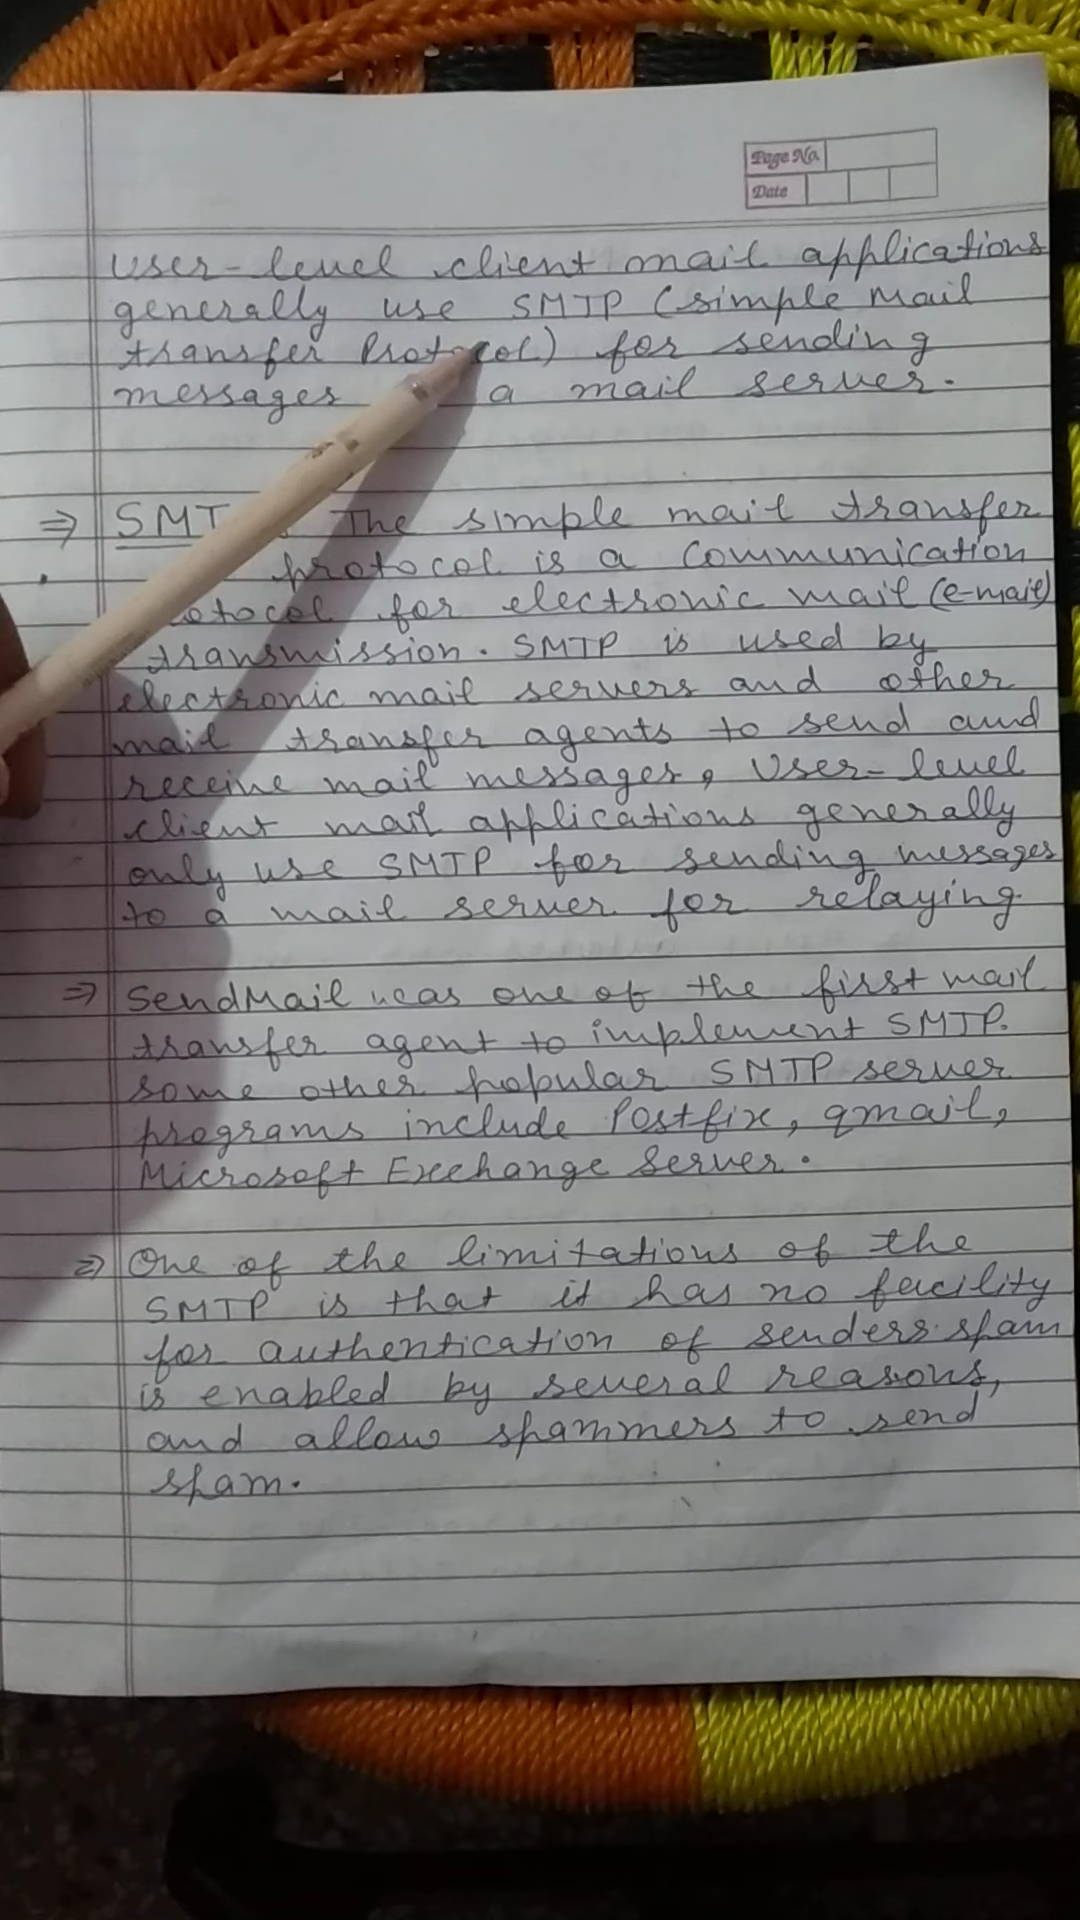 Page No.
Date
User-level client mail applications
generally use SMTP (simple Mail
transfer Protocol) for sending
messages a mail server.
⇒ SMT The simple mail transfer
protocol is a communication
otocol for electronic mail (e-mail)
transmission. SMTP is used by
electronic mail servers and other
mail transfer agents to send and
receive mail messages, User-level
client mail applications generally
only use SMTP for sending messages
to a mail server for relaying
⇒ SendMail was one of the first mail
transfer agent to implement SMTP.
some other popular SMTP server
programs include Postfix, qmail,
Microsoft Exchange Server.
⇒ One of the limitations of the
SMTP is that it has no facility
for authentication of senders. spam
is enabled by several reasons,
and allow spammers to send
spam.